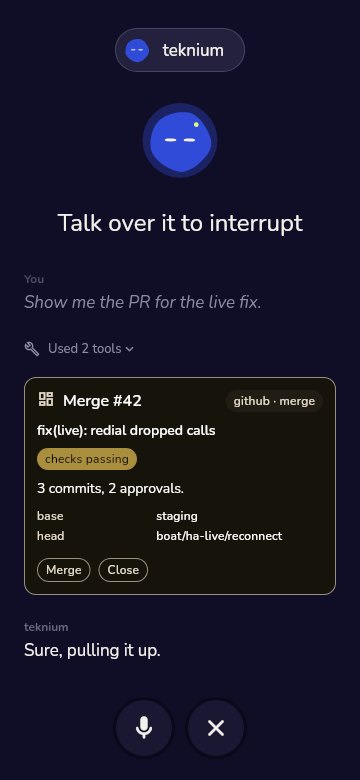 teknium
Talk over it to interrupt
You
Show me the PR for the live fix.
Used 2 tools
Merge #42
github · merge
fix(live): redial dropped calls
checks passing
3 commits, 2 approvals.
base staging
head boat/ha-live/reconnect
Merge Close
teknium
Sure, pulling it up.